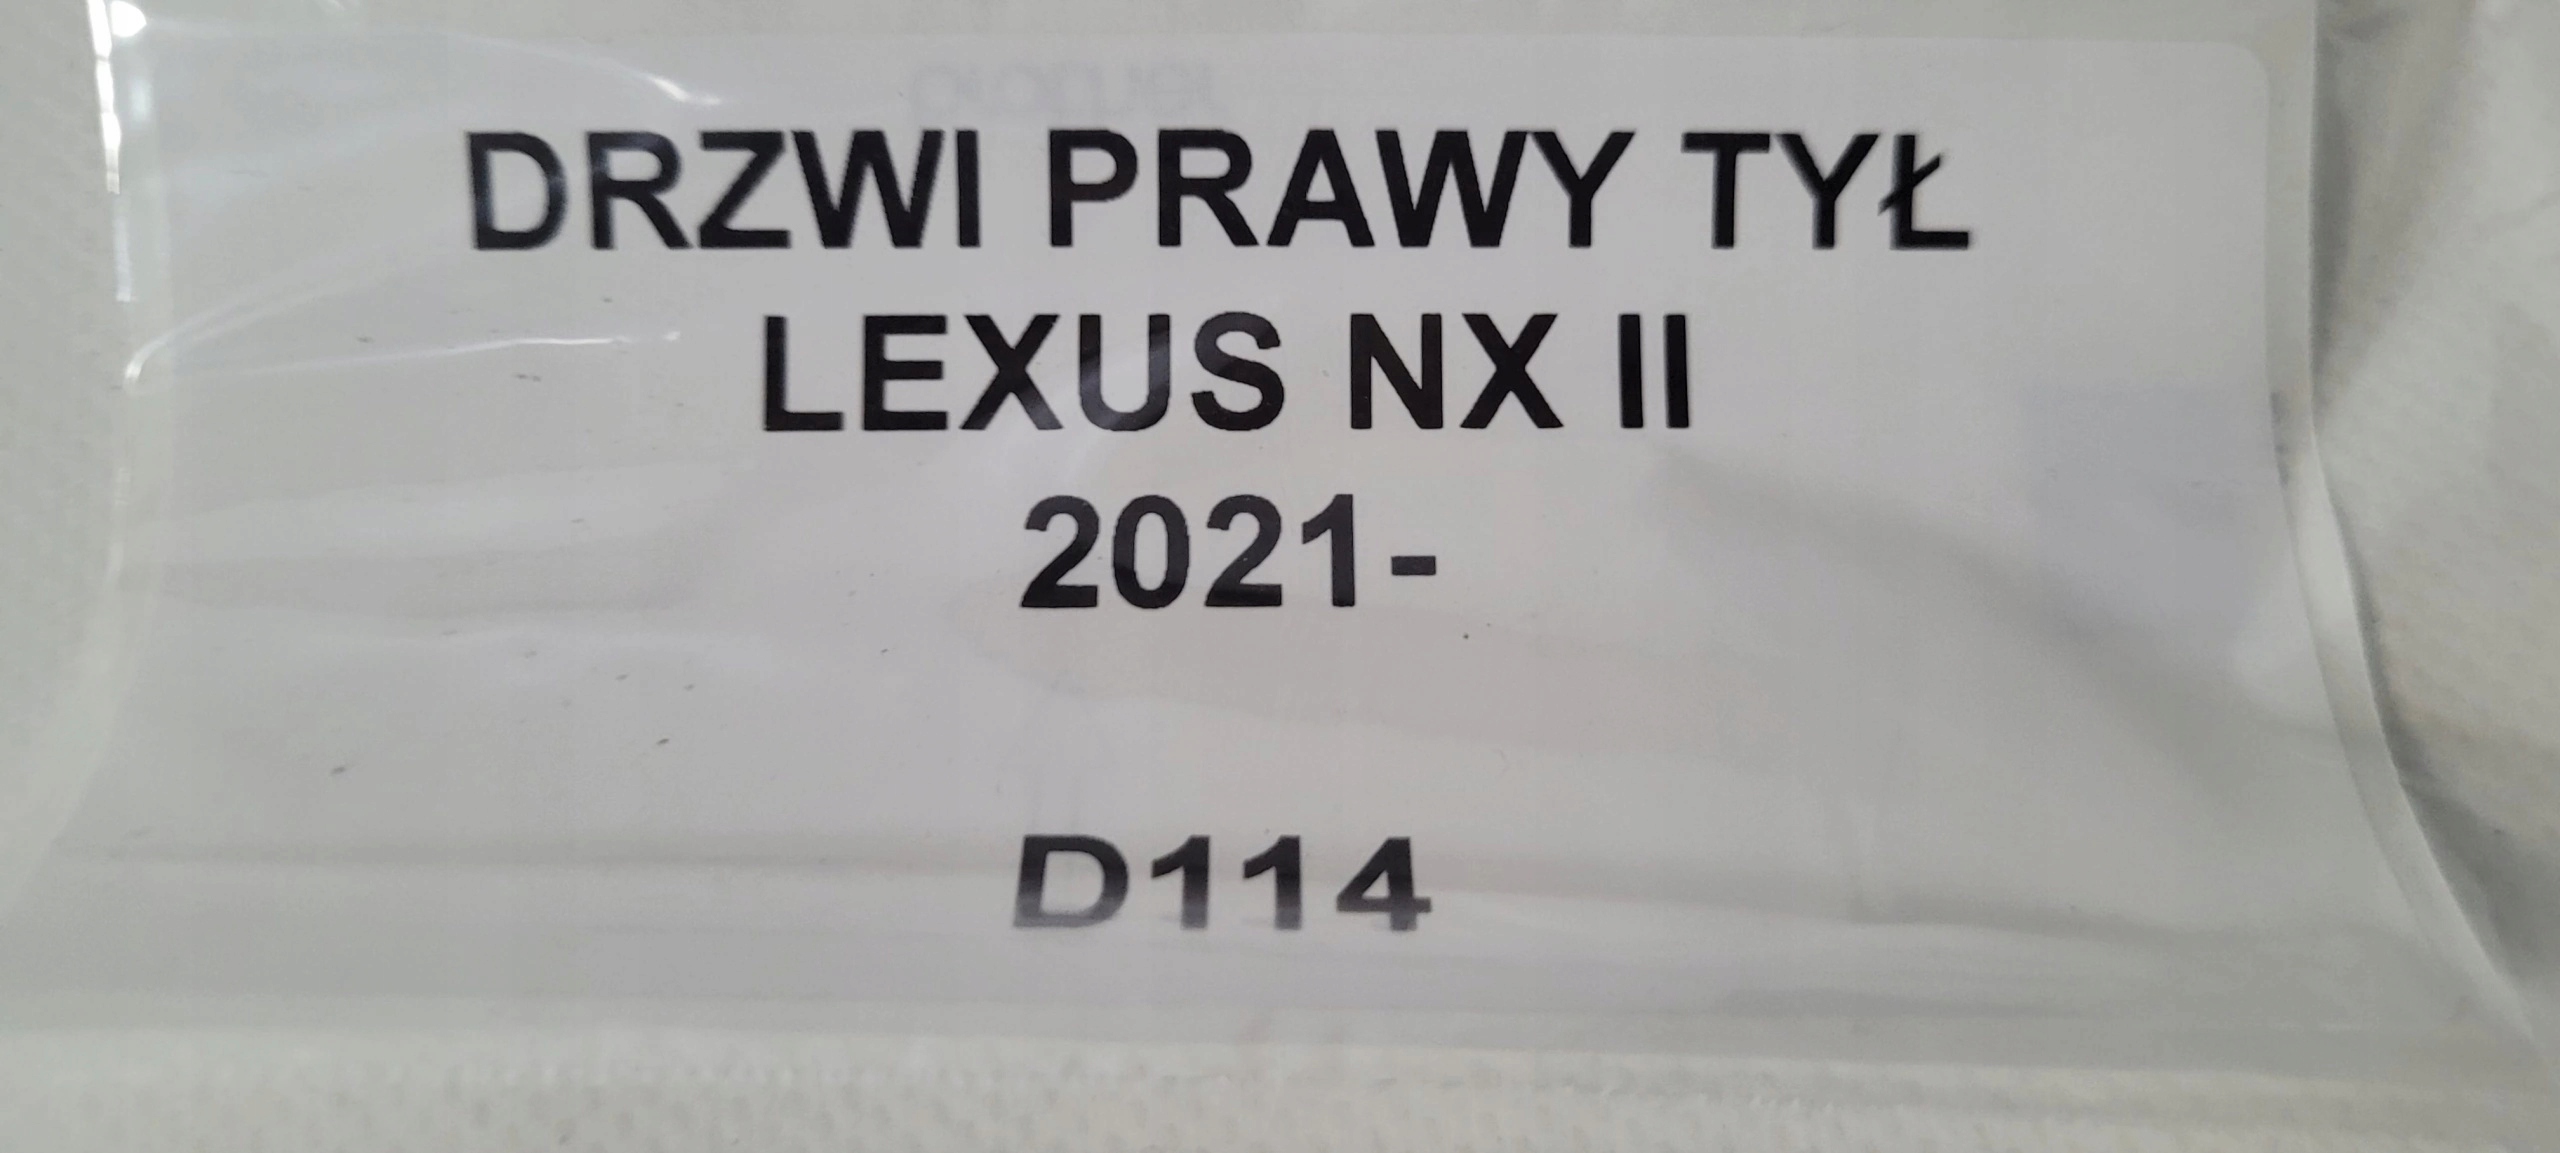 DRZWI PRAWY TYŁ
LEXUS NX II
2021-
D114